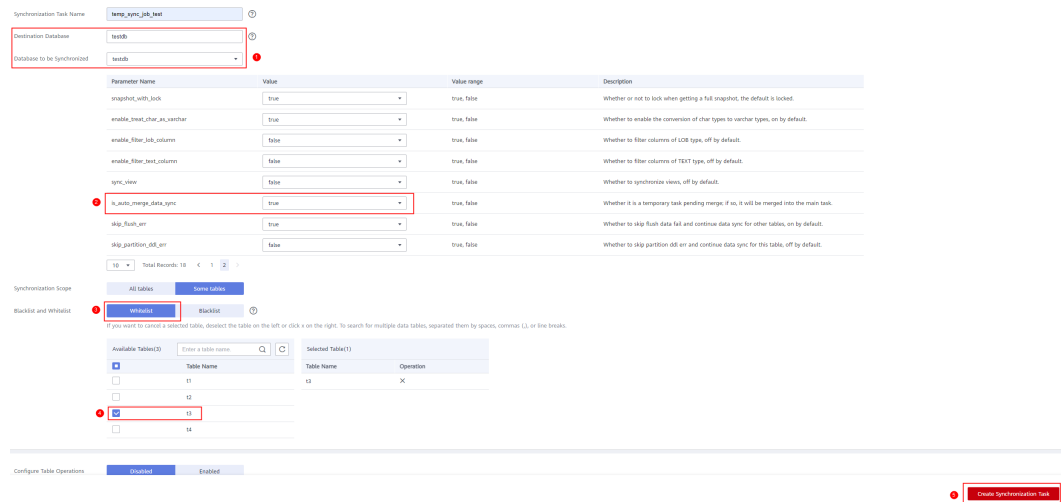 Synchronization Task Name temp_sync_job_test ?
Destination Database testdb ?
Database to be Synchronized testdb 1
Parameter Name Value Value range Description
snapshot_with_lock true true, false Whether or not to lock when getting a full snapshot, the default is locked.
enable_treat_char_as_varchar true true, false Whether to enable the conversion of char types to varchar types, on by default.
enable_filter_lob_column false true, false Whether to filter columns of LOB type, off by default.
enable_filter_text_column false true, false Whether to filter columns of TEXT type, off by default.
sync_view false true, false Whether to synchronize views, off by default.
2 is_auto_merge_data_sync true true, false Whether it is a temporary task pending merge, if so, it will be merged into the main task.
skip_flush_err true true, false Whether to skip flush data fail and continue data sync for other tables, on by default.
skip_partition_ddl_err false true, false Whether to skip partition ddl err and continue data sync for this table, off by default.
10 Total Records: 18 < 1 2 >
Synchronization Scope All tables Some tables
Blacklist and Whitelist 3 Whitelist Blacklist ?
If you want to cancel a selected table, deselect the table on the left or click x on the right. To search for multiple data tables, separated them by spaces, commas (,), or line breaks.
Available Tables(3) Enter a table name Selected Table(1)
Table Name Table Name Operation
t1 t3 X
t2
4 t3
t4
Configure Table Operations Disabled Enabled
5 Create Synchronization Task